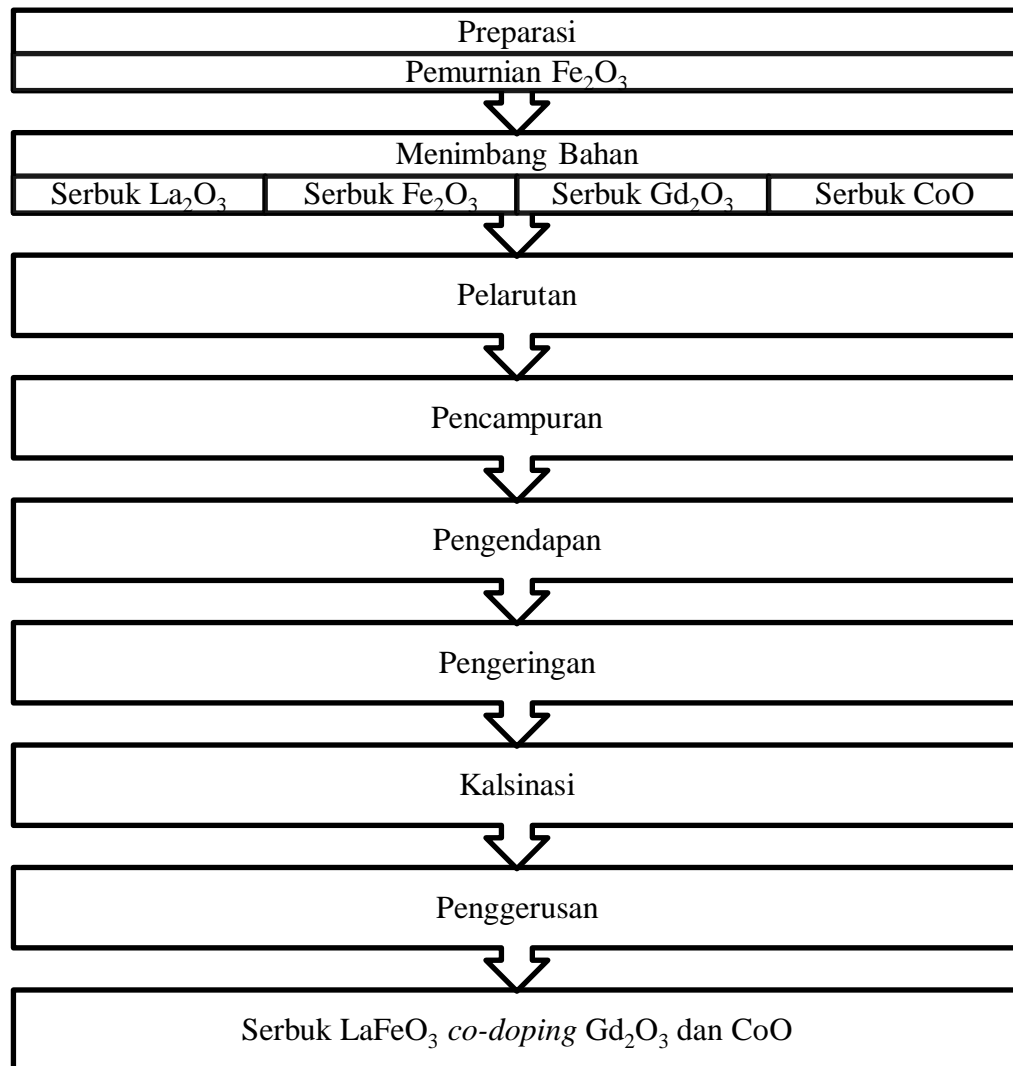 Preparasi
Pemurnian Fe₂O₃
Menimbang Bahan
Serbuk La₂O₃ Serbuk Fe₂O₃ Serbuk Gd₂O₃ Serbuk CoO
Pelarutan
Pencampuran
Pengendapan
Pengeringan
Kalsinasi
Penggerusan
Serbuk LaFeO₃ co-doping Gd₂O₃ dan CoO